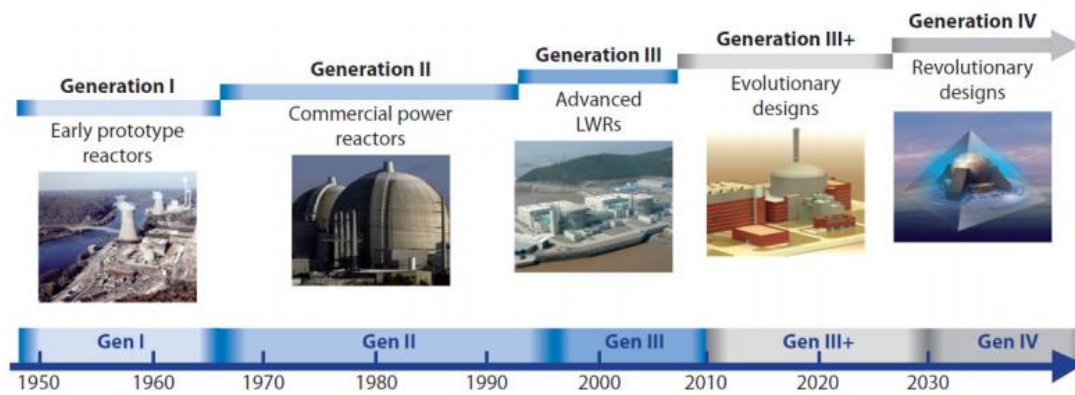 Generation I
Early prototype
reactors
Generation II
Commercial power
reactors
Generation III
Advanced
LWRs
Generation III+
Evolutionary
designs
Generation IV
Revolutionary
designs
Gen I
Gen II
Gen III
Gen III+
Gen IV
1950
1960
1970
1980
1990
2000
2010
2020
2030